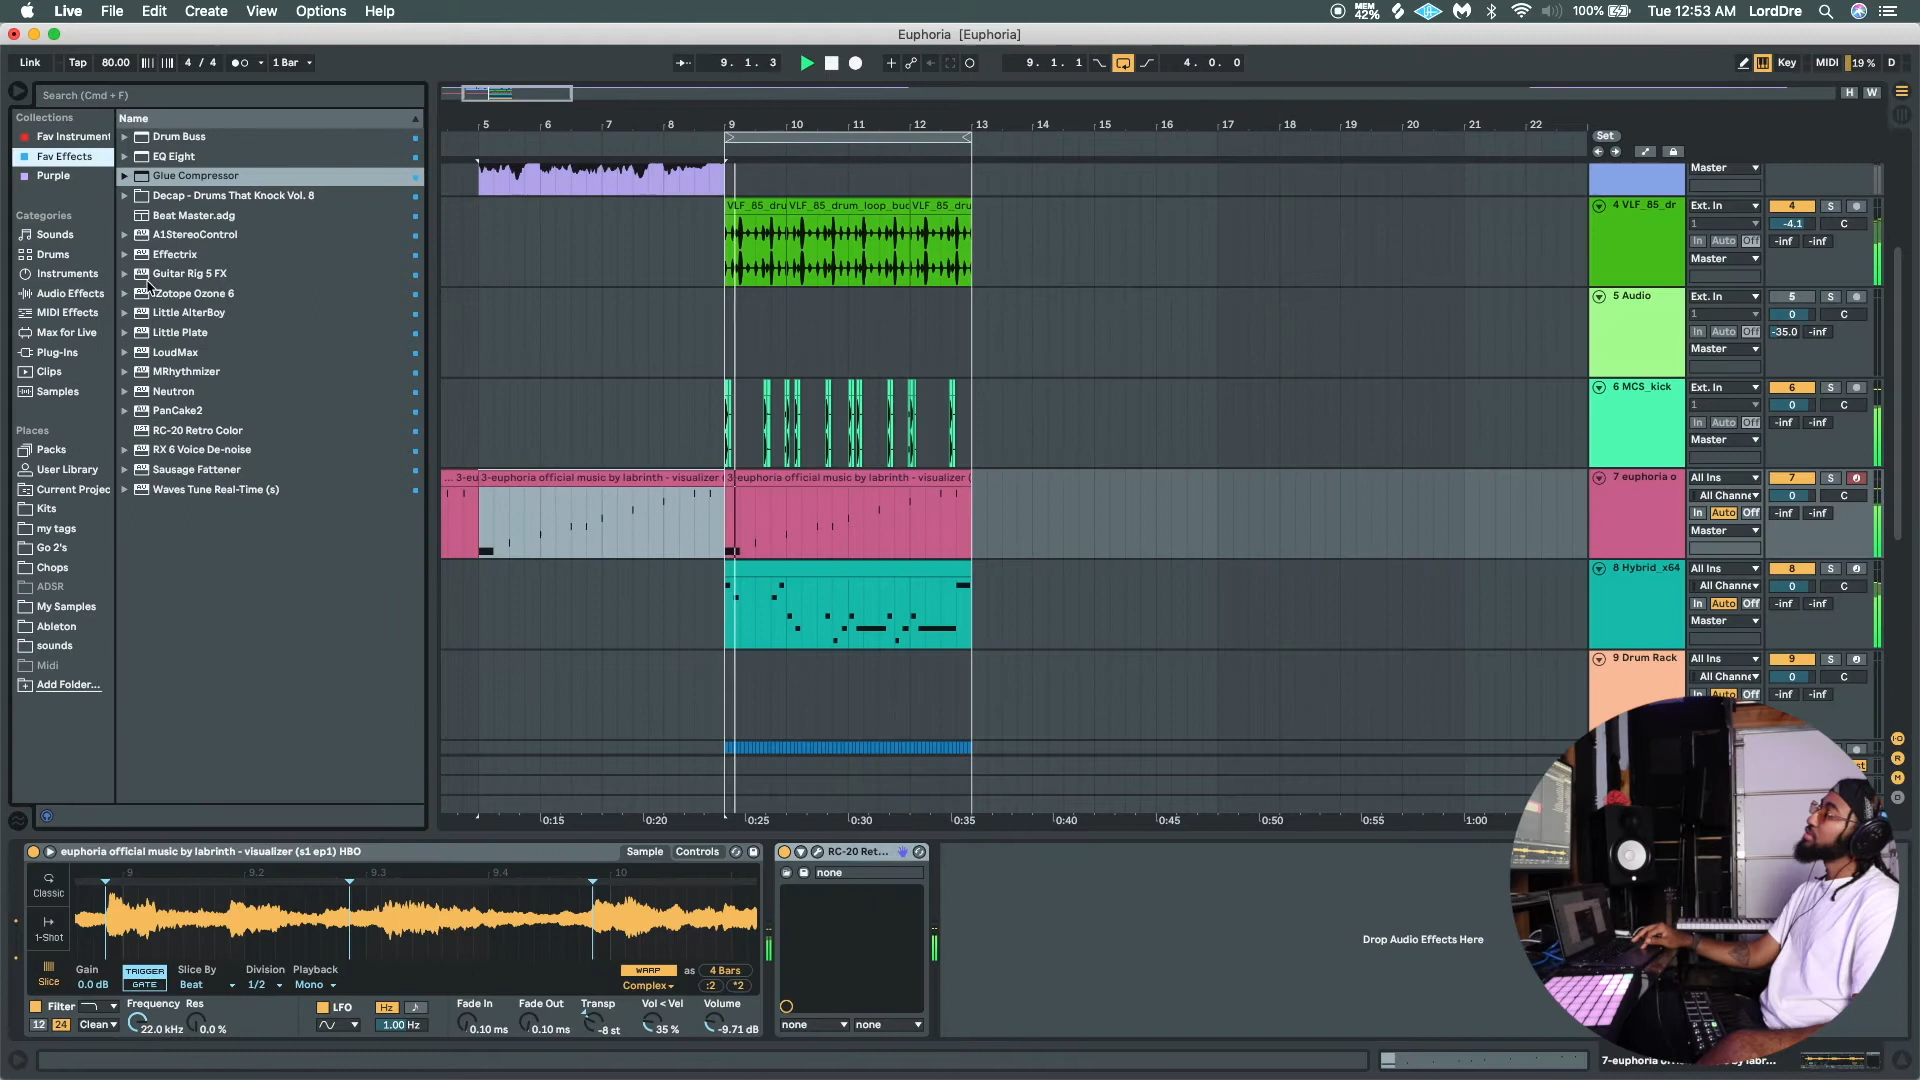 Live File Edit Create View Options Help
MEM 42% 100% Tue 12:53 AM LordDre
Euphoria [Euphoria]
Link Tap 80.00 4 / 4 1 Bar 9. 1. 3 9. 1. 1 4. 0. 0 Key MIDI 19 % D
Search (Cmd + F)
H W
Collections
Fav Instrument
Fav Effects
Purple
Categories
Sounds
Drums
Instruments
Audio Effects
MIDI Effects
Max for Live
Plug-Ins
Clips
Samples
Places
Packs
User Library
Current Projec
Kits
my tags
Go 2's
Chops
ADSR
My Samples
Ableton
sounds
Midi
Add Folder...
Name
Drum Buss
EQ Eight
Glue Compressor
Decap - Drums That Knock Vol. 8
Beat Master.adg
A1StereoControl
Effectrix
Guitar Rig 5 FX
iZotope Ozone 6
Little AlterBoy
Little Plate
LoudMax
MRhythmizer
Neutron
PanCake2
RC-20 Retro Color
RX 6 Voice De-noise
Sausage Fattener
Waves Tune Real-Time (s)
5 6 7 8 9 10 11 12 13 14 15 16 17 18 19 20 21 22
Set
VLF_85_dru VLF_85_drum_loop_buc VLF_85_dru
... 3-eu 3-euphoria official music by labrinth - visualizer ( 3 euphoria official music by labrinth - visualizer (
0:15 0:20 0:25 0:30 0:35 0:40 0:45 0:50 0:55 1:00
Master
4 VLF_85_dr Ext. In 4 S
1 -4.1 C
In Auto Off -inf -inf
Master
5 Audio Ext. In 5 S
1 0 C
In Auto Off -35.0 -inf
Master
6 MCS_kick Ext. In 6 S
1 0 C
In Auto Off -inf -inf
Master
7 euphoria o All Ins 7 S
All Channe 0 C
In Auto Off -inf -inf
Master
8 Hybrid_x64 All Ins 8 S
All Channe 0 C
In Auto Off -inf -inf
Master
9 Drum Rack All Ins 9 S
All Channe 0 C
In Auto Off -inf -inf
I·O
R
M
D
euphoria official music by labrinth - visualizer (s1 ep1) HBO Sample Controls
9 9.2 9.3 9.4 10
Classic
1-Shot
Slice
Gain TRIGGER Slice By Division Playback WARP as 4 Bars
0.0 dB GATE Beat 1/2 Mono Complex :2 *2
Filter Frequency Res LFO Hz Fade In Fade Out Transp Vol < Vel Volume
12 24 Clean 22.0 kHz 0.0 % 1.00 Hz 0.10 ms 0.10 ms -8 st 35 % -9.71 dB
RC-20 Ret...
none
none none
Drop Audio Effects Here